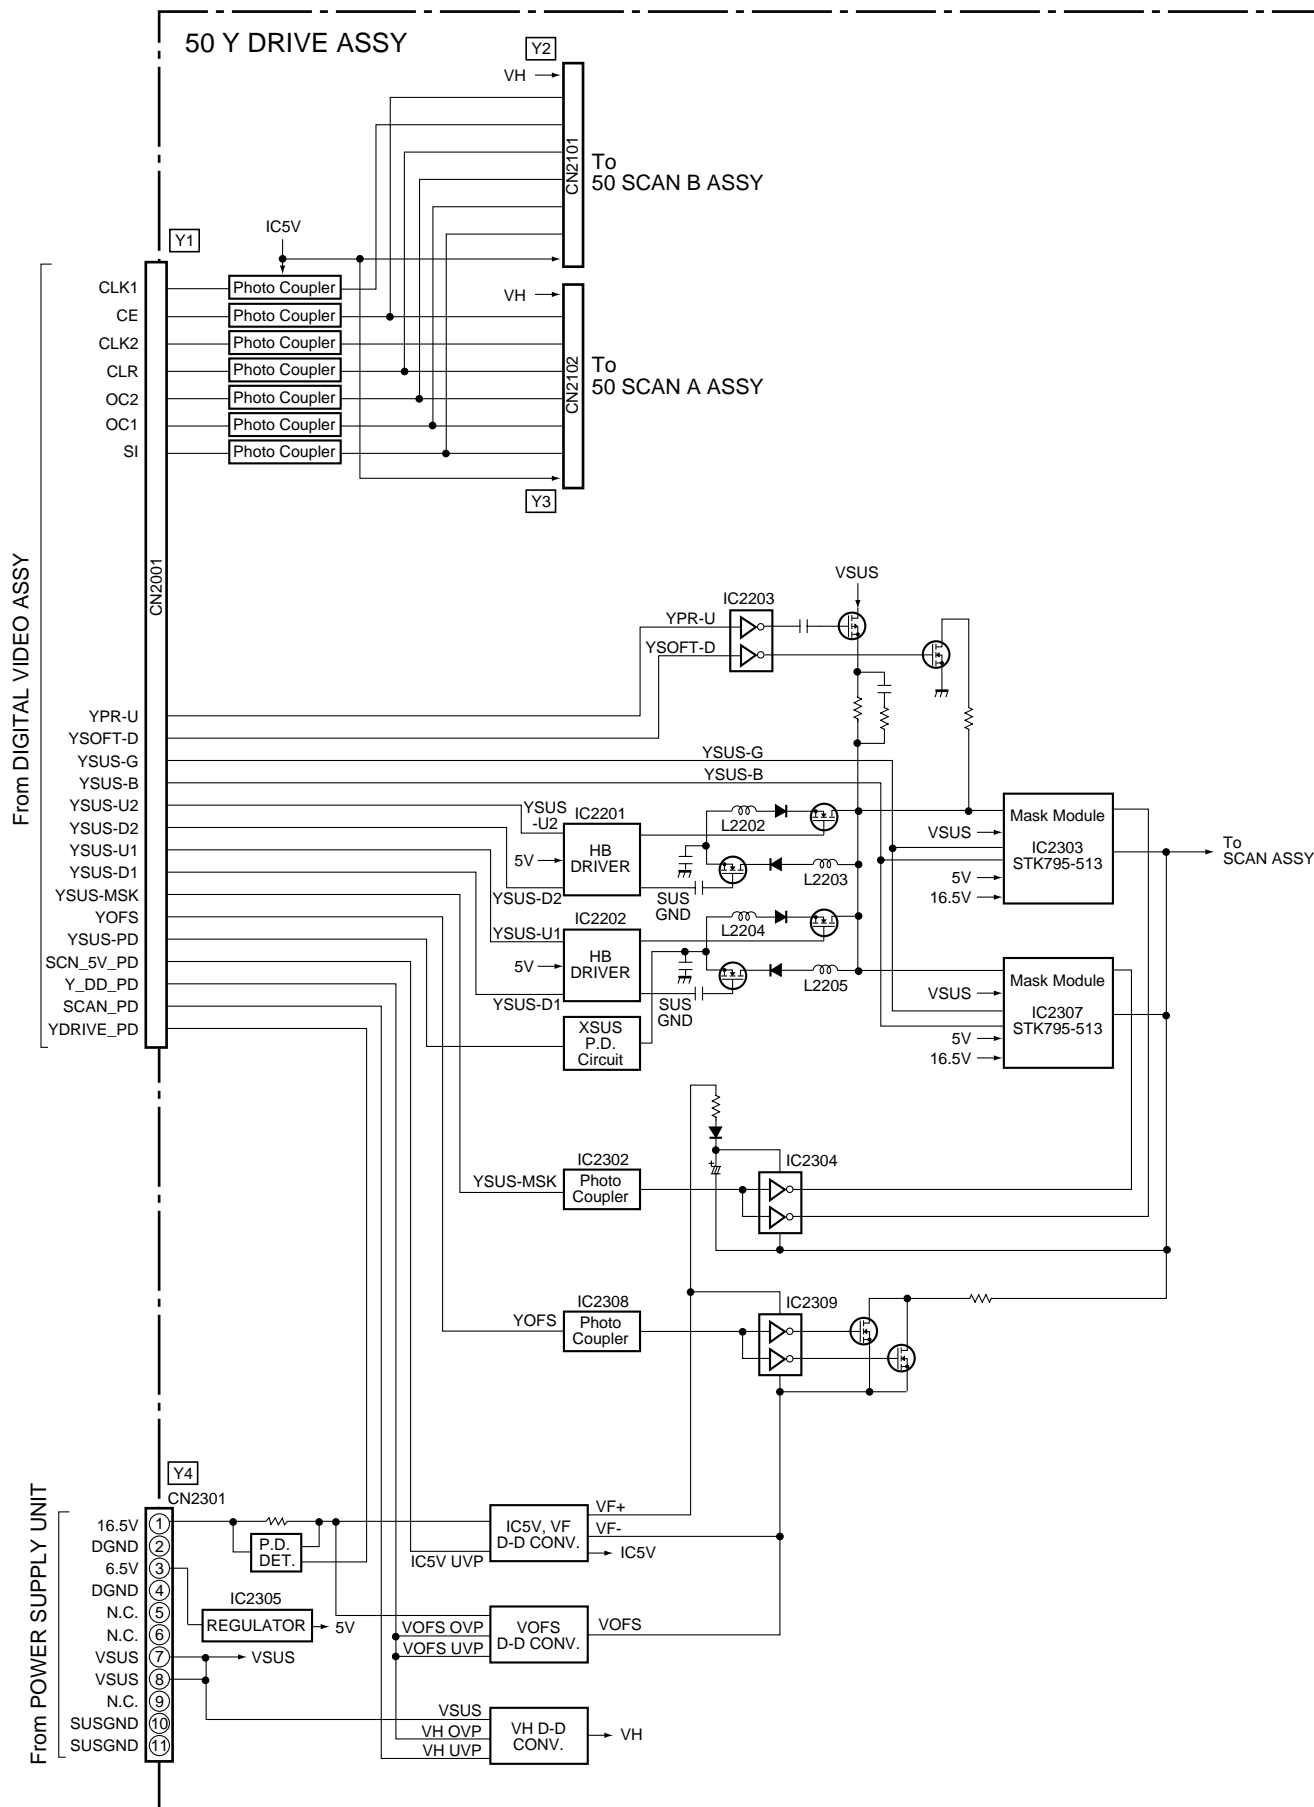 50 Y DRIVE ASSY
Y2
VH
CN2101
To
50 SCAN B ASSY
Y1
IC5V
CLK1
Photo Coupler
CE
Photo Coupler
CLK2
Photo Coupler
CLR
Photo Coupler
OC2
Photo Coupler
OC1
Photo Coupler
SI
Photo Coupler
VH
CN2102
To
50 SCAN A ASSY
Y3
From DIGITAL VIDEO ASSY
CN2001
YPR-U
YSOFT-D
YSUS-G
YSUS-B
YSUS-U2
YSUS-D2
YSUS-U1
YSUS-D1
YSUS-MSK
YOFS
YSUS-PD
SCN_5V_PD
Y_DD_PD
SCAN_PD
YDRIVE_PD
VSUS
IC2203
YPR-U
YSOFT-D
YSUS-G
YSUS-B
YSUS
-U2
IC2201
HB
DRIVER
5V
YSUS-D2
L2202
L2203
SUS
GND
IC2202
YSUS-U1
HB
DRIVER
5V
YSUS-D1
L2204
L2205
SUS
GND
XSUS
P.D.
Circuit
Mask Module
IC2303
STK795-513
VSUS
5V
16.5V
To
SCAN ASSY
Mask Module
IC2307
STK795-513
VSUS
5V
16.5V
+
IC2302
YSUS-MSK
Photo
Coupler
IC2304
IC2308
YOFS
Photo
Coupler
IC2309
Y4
CN2301
From POWER SUPPLY UNIT
16.5V 1
DGND 2
6.5V 3
DGND 4
N.C. 5
N.C. 6
VSUS 7
VSUS 8
N.C. 9
SUSGND 10
SUSGND 11
P.D.
DET.
IC2305
REGULATOR
5V
VSUS
IC5V, VF
D-D CONV.
VF+
VF-
IC5V
IC5V UVP
VOFS OVP
VOFS UVP
VOFS
D-D CONV.
VOFS
VSUS
VH OVP
VH UVP
VH D-D
CONV.
VH